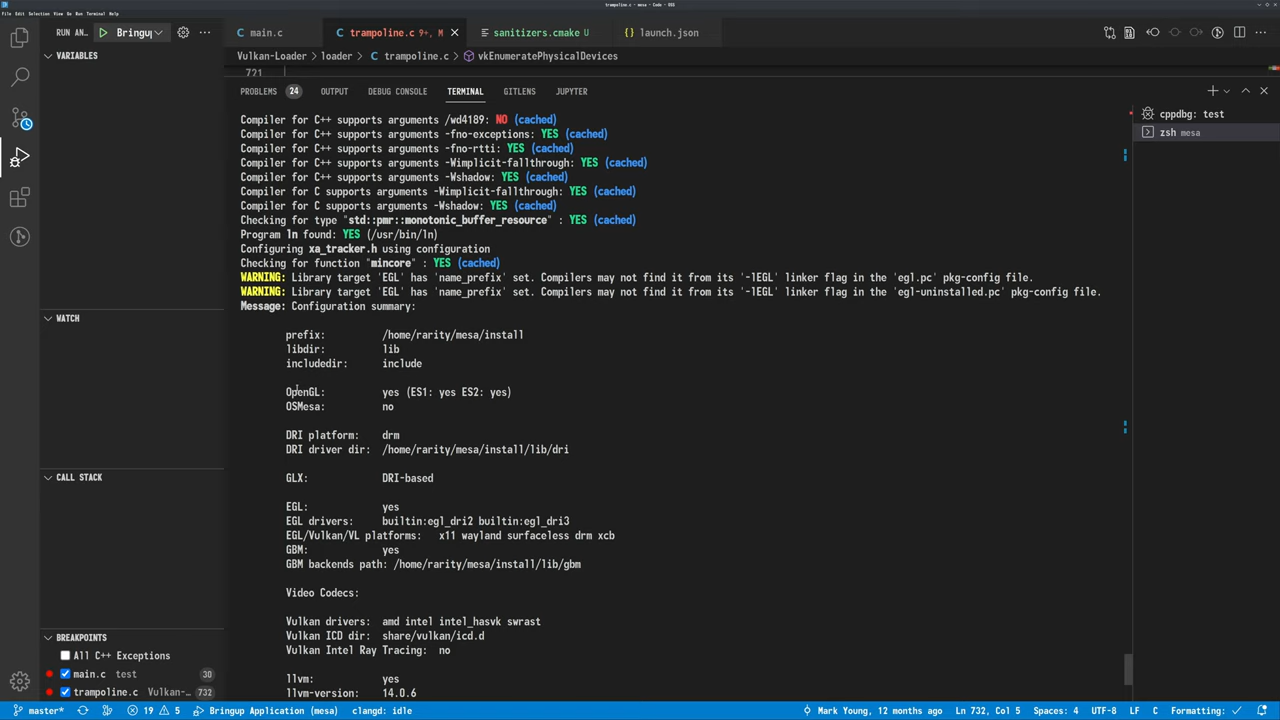 trampoline.c - mesa - Code - OSS
File Edit Selection View Go Run Terminal Help
RUN AN... Bringup
main.c
trampoline.c 9+, M
sanitizers.cmake U
launch.json
VARIABLES
Vulkan-Loader > loader > trampoline.c > vkEnumeratePhysicalDevices
721
PROBLEMS 24 OUTPUT DEBUG CONSOLE TERMINAL GITLENS JUPYTER
cppdbg: test
zsh mesa
Compiler for C++ supports arguments /wd4189: NO (cached)
Compiler for C++ supports arguments -fno-exceptions: YES (cached)
Compiler for C++ supports arguments -fno-rtti: YES (cached)
Compiler for C++ supports arguments -Wimplicit-fallthrough: YES (cached)
Compiler for C++ supports arguments -Wshadow: YES (cached)
Compiler for C supports arguments -Wimplicit-fallthrough: YES (cached)
Compiler for C supports arguments -Wshadow: YES (cached)
Checking for type "std::pmr::monotonic_buffer_resource" : YES (cached)
Program ln found: YES (/usr/bin/ln)
Configuring xa_tracker.h using configuration
Checking for function "mincore" : YES (cached)
WARNING: Library target 'EGL' has 'name_prefix' set. Compilers may not find it from its '-lEGL' linker flag in the 'egl.pc' pkg-config file.
WARNING: Library target 'EGL' has 'name_prefix' set. Compilers may not find it from its '-lEGL' linker flag in the 'egl-uninstalled.pc' pkg-config file.
Message: Configuration summary:
prefix: /home/rarity/mesa/install
libdir: lib
includedir: include
OpenGL: yes (ES1: yes ES2: yes)
OSMesa: no
DRI platform: drm
DRI driver dir: /home/rarity/mesa/install/lib/dri
GLX: DRI-based
EGL: yes
EGL drivers: builtin:egl_dri2 builtin:egl_dri3
EGL/Vulkan/VL platforms: x11 wayland surfaceless drm xcb
GBM: yes
GBM backends path: /home/rarity/mesa/install/lib/gbm
Video Codecs:
Vulkan drivers: amd intel intel_hasvk swrast
Vulkan ICD dir: share/vulkan/icd.d
Vulkan Intel Ray Tracing: no
llvm: yes
llvm-version: 14.0.6
WATCH
CALL STACK
BREAKPOINTS
All C++ Exceptions
main.c test 30
trampoline.c Vulkan-... 732
master* 19 5 Bringup Application (mesa) clangd: idle Mark Young, 12 months ago Ln 732, Col 5 Spaces: 4 UTF-8 LF C Formatting: